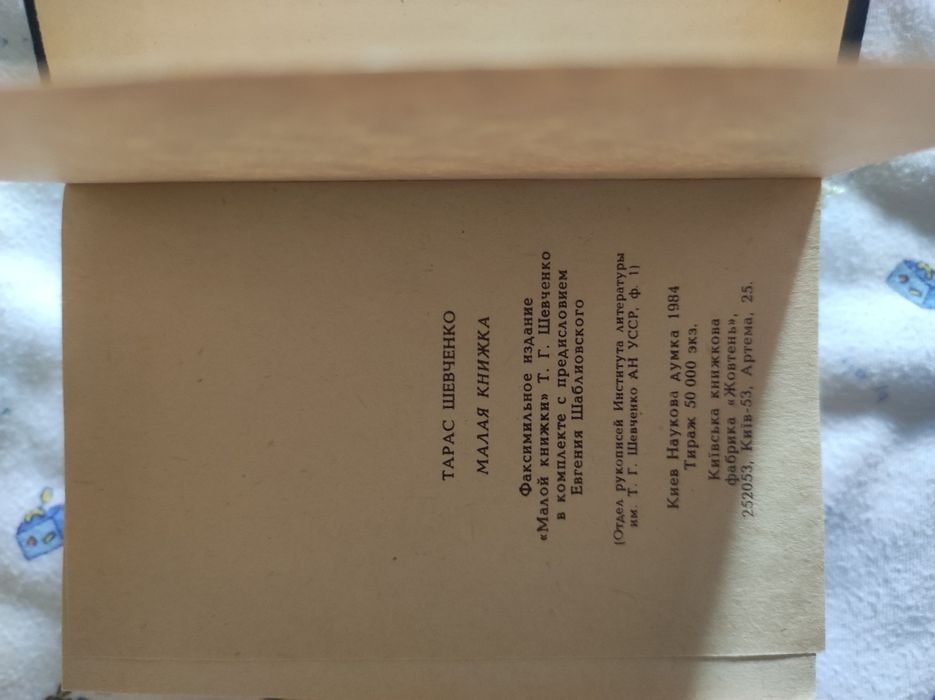 ТАРАС ШЕВЧЕНКО
МАЛАЯ КНИЖКА
Факсимильное издание
«Малой книжки» Т. Г. Шевченко
в комплекте с предисловием
Евгения Шаблиовского
(Отдел рукописей Института литературы
им. Т. Г. Шевченко АН УССР, ф. 1)
Киев Наукова думка 1984
Тираж 50 000 экз.
Київська книжкова
фабрика «Жовтень»,
252053, Київ-53, Артема, 25.